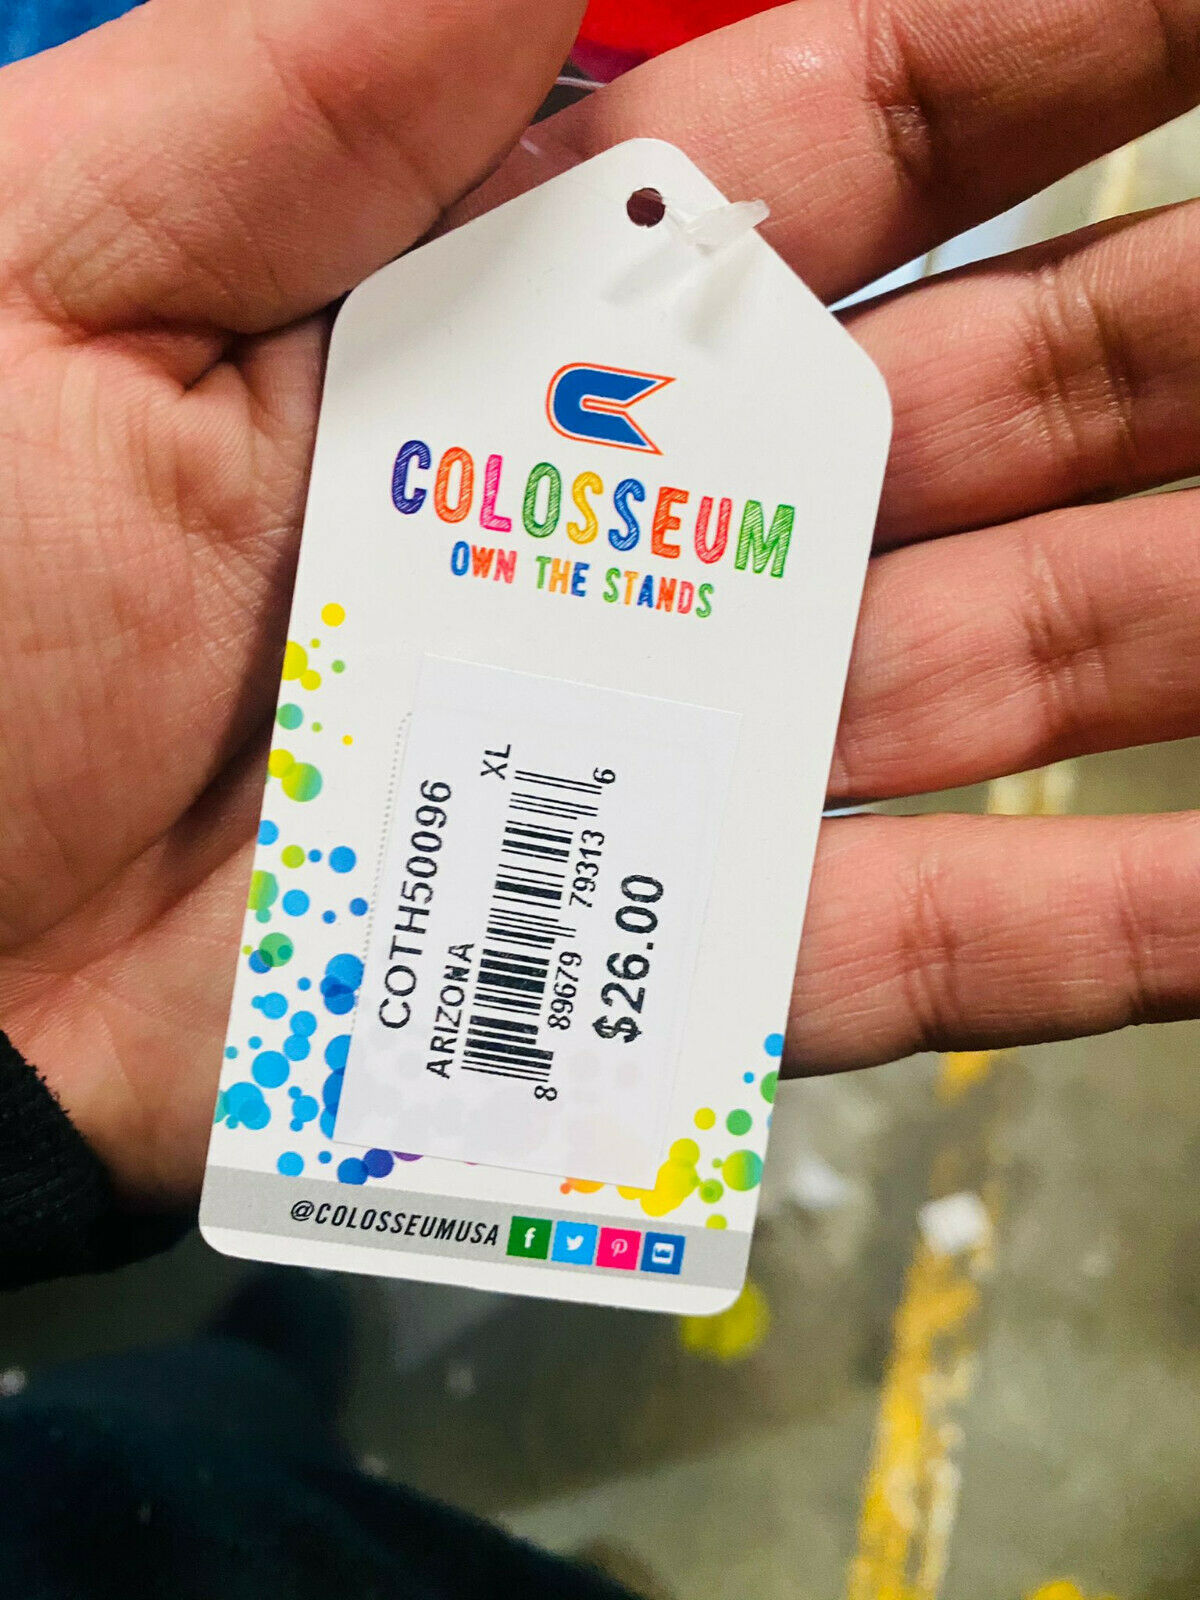 COLOSSEUM
OWN THE STANDS
COTH50096
ARIZONA XL
8 89679 79313 6
$26.00
@COLOSSEUMUSA